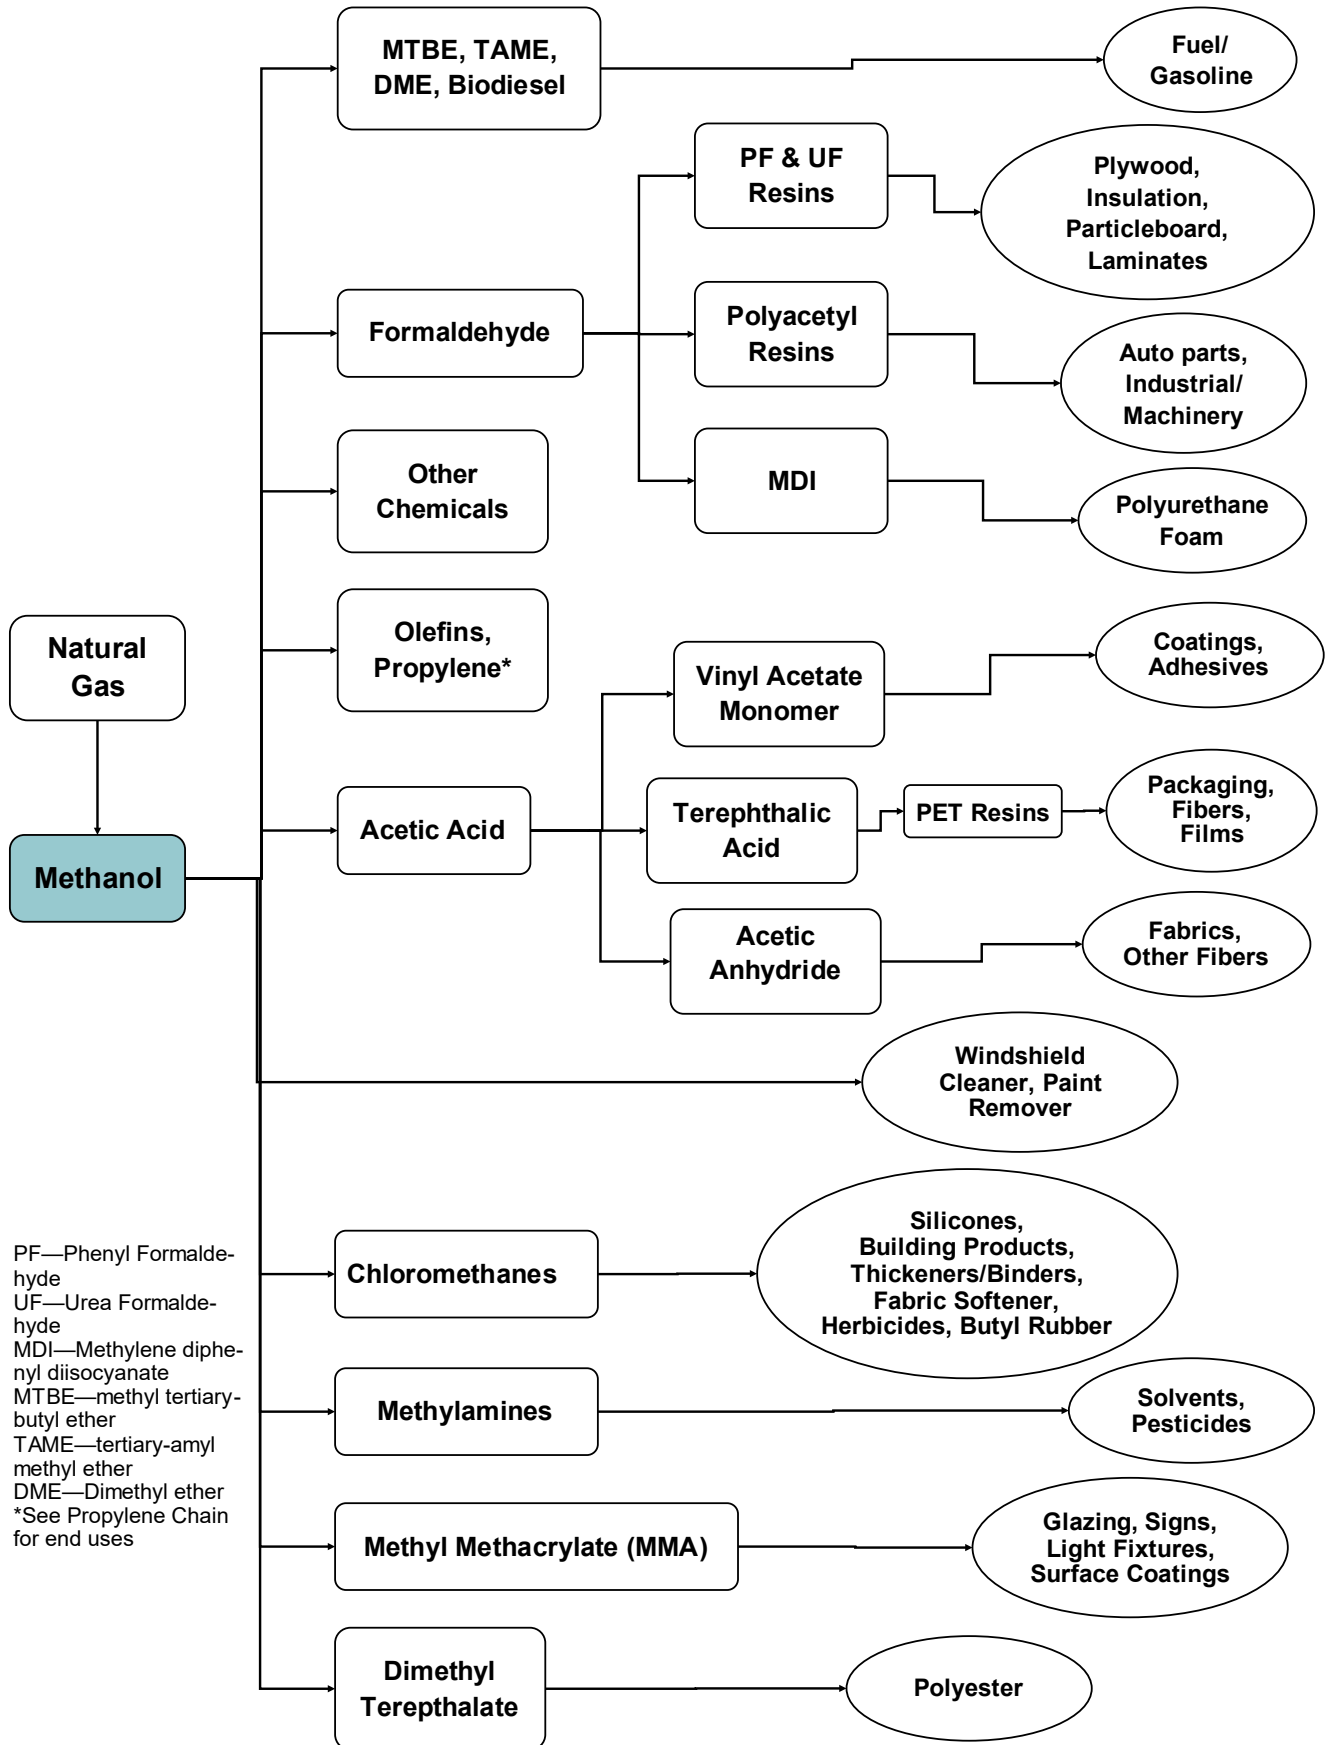 MTBE, TAME,
DME, Biodiesel
Fuel/
Gasoline
PF & UF
Resins
Plywood,
Insulation,
Particleboard,
Laminates
Formaldehyde
Polyacetyl
Resins
Auto parts,
Industrial/
Machinery
Other
Chemicals
MDI
Polyurethane
Foam
Natural
Gas
Olefins,
Propylene*
Vinyl Acetate
Monomer
Coatings,
Adhesives
Methanol
Acetic Acid
Terephthalic
Acid
PET Resins
Packaging,
Fibers,
Films
Acetic
Anhydride
Fabrics,
Other Fibers
Windshield
Cleaner, Paint
Remover
Chloromethanes
Silicones,
Building Products,
Thickeners/Binders,
Fabric Softener,
Herbicides, Butyl Rubber
Methylamines
Solvents,
Pesticides
Methyl Methacrylate (MMA)
Glazing, Signs,
Light Fixtures,
Surface Coatings
Dimethyl
Terepthalate
Polyester
PF—Phenyl Formalde-
hyde
UF—Urea Formalde-
hyde
MDI—Methylene diphe-
nyl diisocyanate
MTBE—methyl tertiary-
butyl ether
TAME—tertiary-amyl
methyl ether
DME—Dimethyl ether
*See Propylene Chain
for end uses